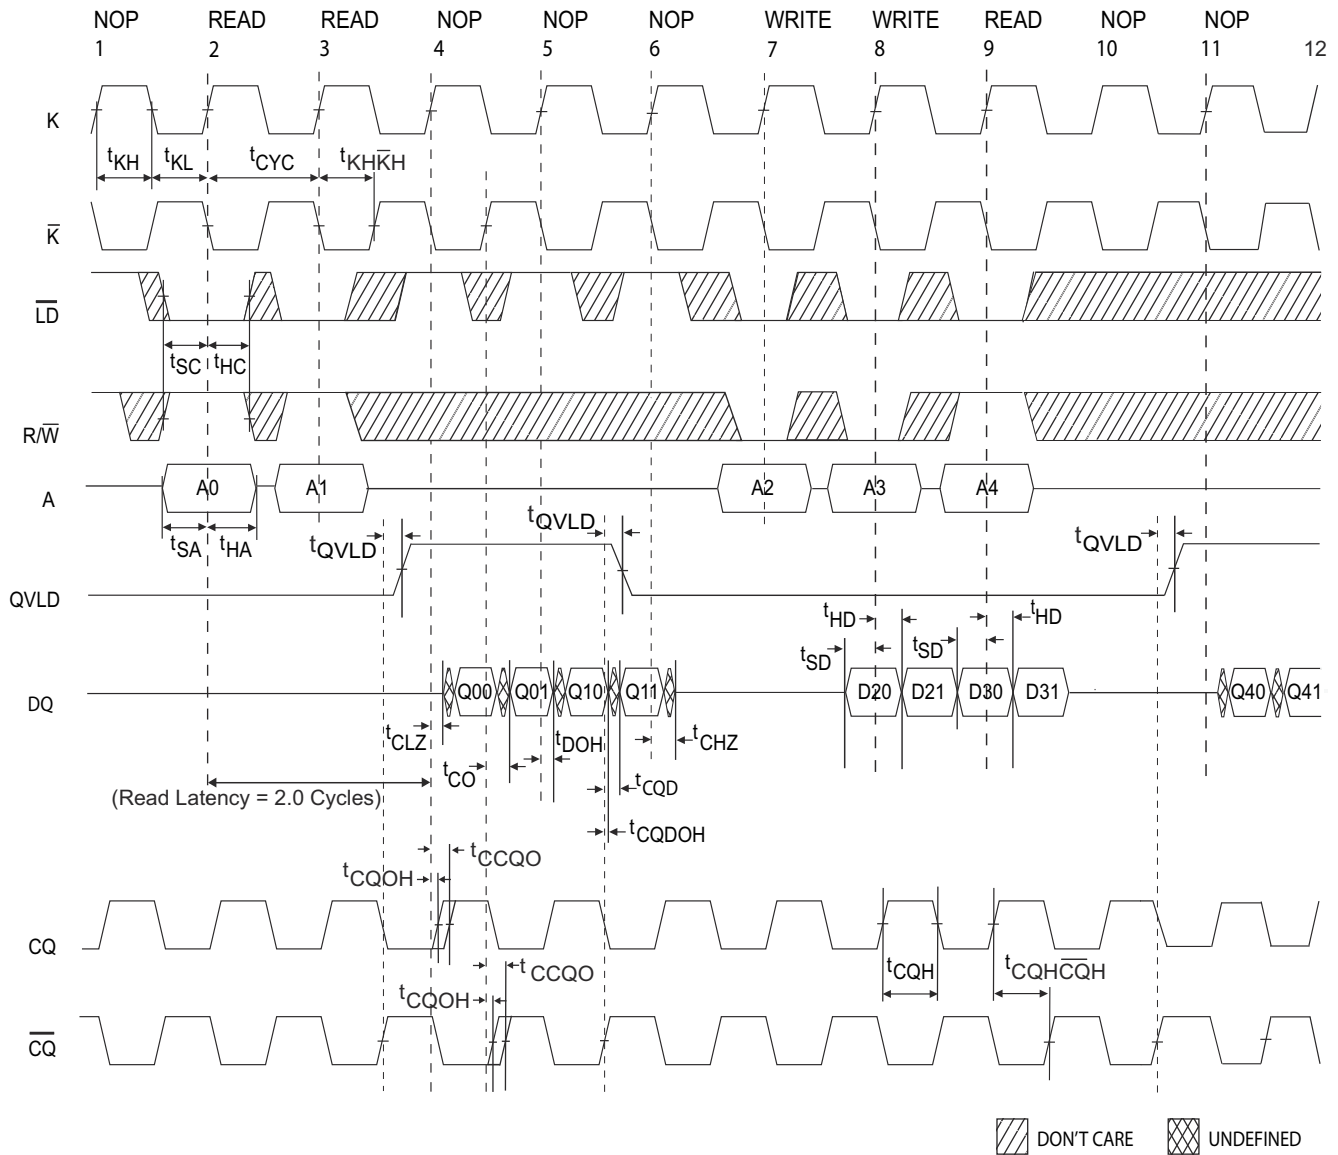 NOP READ READ NOP NOP NOP WRITE WRITE READ NOP NOP
1 2 3 4 5 6 7 8 9 10 11 12
K
tKH tKL tCYC tKHK̅H
K̅
L̅D̅
tSC tHC
R/W̅
A A0 A1 A2 A3 A4
tSA tHA tQVLD tQVLD tQVLD
QVLD
tHD tHD
tSD tSD
DQ Q00 Q01 Q10 Q11 D20 D21 D30 D31 Q40 Q41
tCLZ tDOH tCHZ
tCO tCQD
(Read Latency = 2.0 Cycles)
tCQDOH
tCCQO
tCQOH
CQ
tCCQO tCQH tCQHC̅Q̅H
tCQOH
C̅Q̅
DON'T CARE UNDEFINED